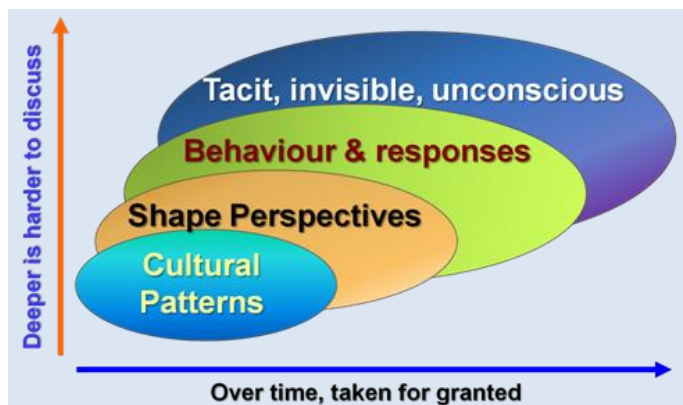 Deeper is harder to discuss
Tacit, invisible, unconscious
Behaviour & responses
Shape Perspectives
Cultural
Patterns
Over time, taken for granted